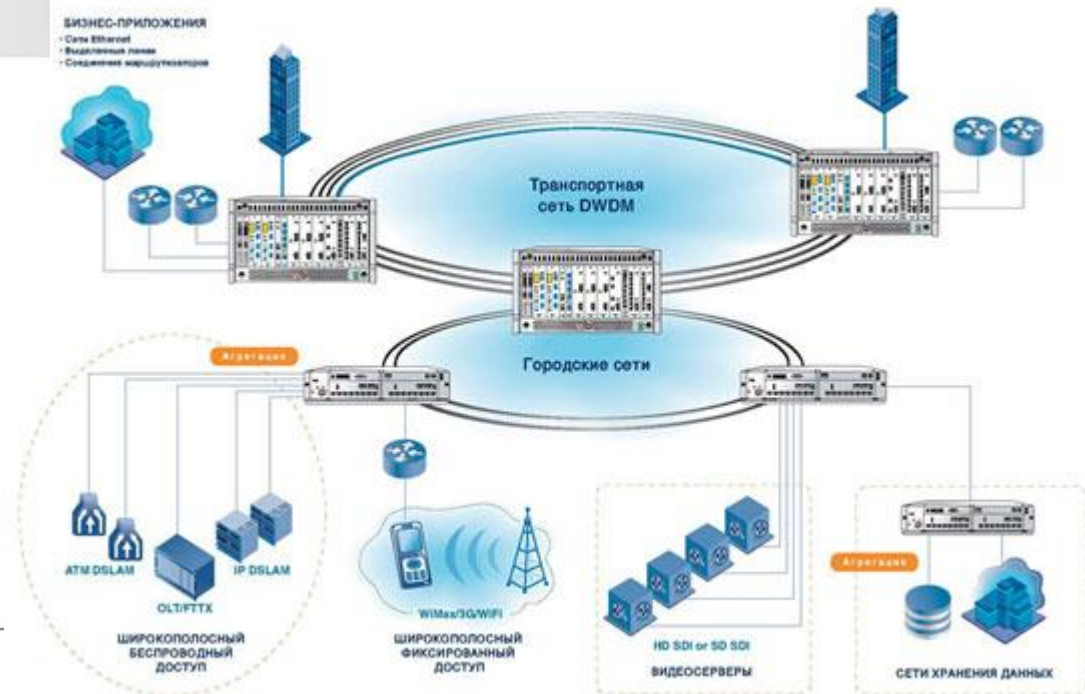 БИЗНЕС-ПРИЛОЖЕНИЯ
• Сети Ethernet
• Выделенные линии
• Соединение маршрутизаторов
Транспортная
сеть DWDM
Городские сети
Агрегация
ATM DSLAM
IP DSLAM
OLT/FTTX
ШИРОКОПОЛОСНЫЙ
БЕСПРОВОДНЫЙ
ДОСТУП
WiMax/3G/WiFi
ШИРОКОПОЛОСНЫЙ
ФИКСИРОВАННЫЙ
ДОСТУП
HD SDI or SD SDI
ВИДЕОСЕРВЕРЫ
Агрегация
СЕТИ ХРАНЕНИЯ ДАННЫХ